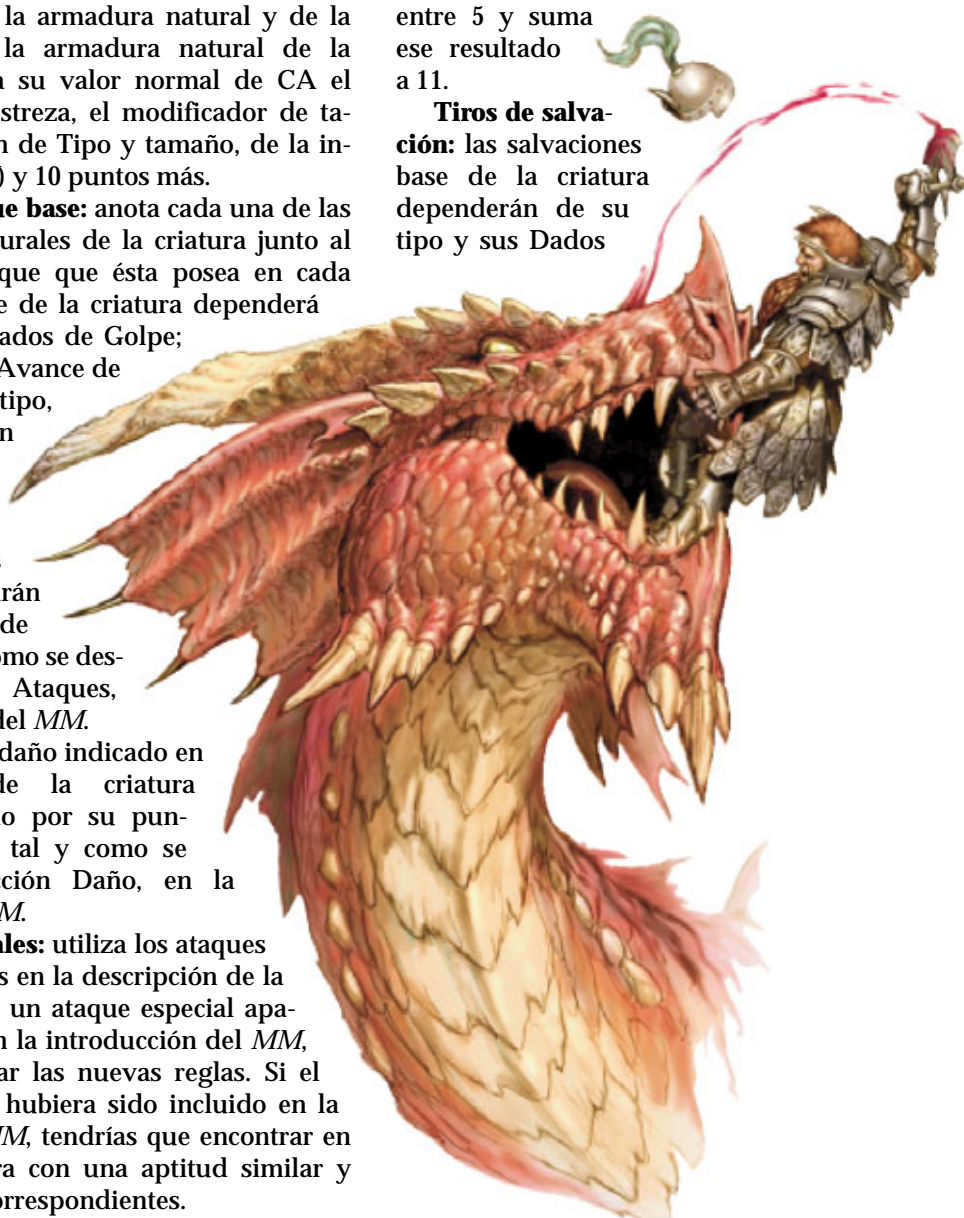 la armadura natural y de la
la armadura natural de la
su valor normal de CA el
streza, el modificador de ta-
de Tipo y tamaño, de la in-
) y 10 puntos más.
ue base: anota cada una de las
urales de la criatura junto al
que que ésta posea en cada
e de la criatura dependerá
ados de Golpe;
Avance de
tipo,
n
rán
de
omo se des-
Ataques,
del MM.
daño indicado en
de la criatura
o por su pun-
tal y como se
cción Daño, en la
M.
ales: utiliza los ataques
s en la descripción de la
un ataque especial apa-
n la introducción del MM,
ar las nuevas reglas. Si el
hubiera sido incluido en la
MM, tendrías que encontrar en
ra con una aptitud similar y
orrespondientes.
entre 5 y suma
ese resultado
a 11.
Tiros de salva-
ción: las salvaciones
base de la criatura
dependerán de su
tipo y sus Dados